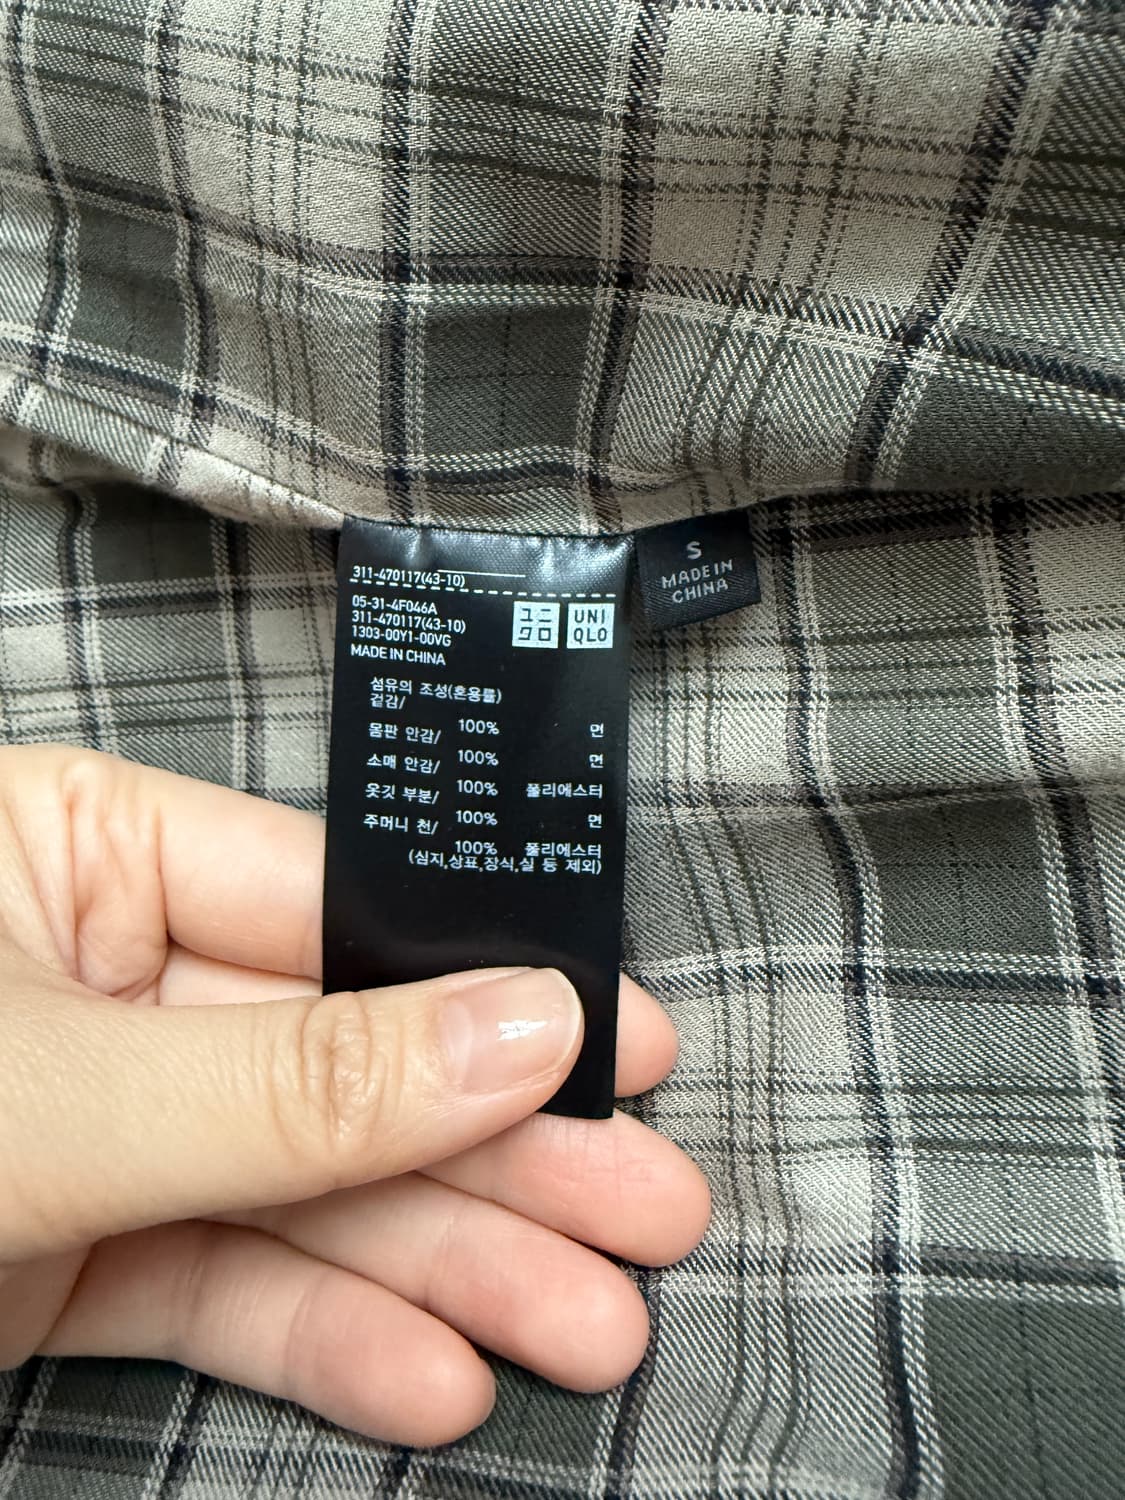 311-470117(43-10)
05-31-4F046A
311-470117(43-10)
1303-00Y1-00VG
MADE IN CHINA
ユニ
クロ
UNI
QLO
섬유의 조성(혼용률)
겉감/
100% 면
몸판 안감/
100% 면
소매 안감/
100% 폴리에스터
옷깃 부분/
100% 면
주머니 천/
100% 폴리에스터
(심지,상표,장식,실 등 제외)
S
MADE IN
CHINA